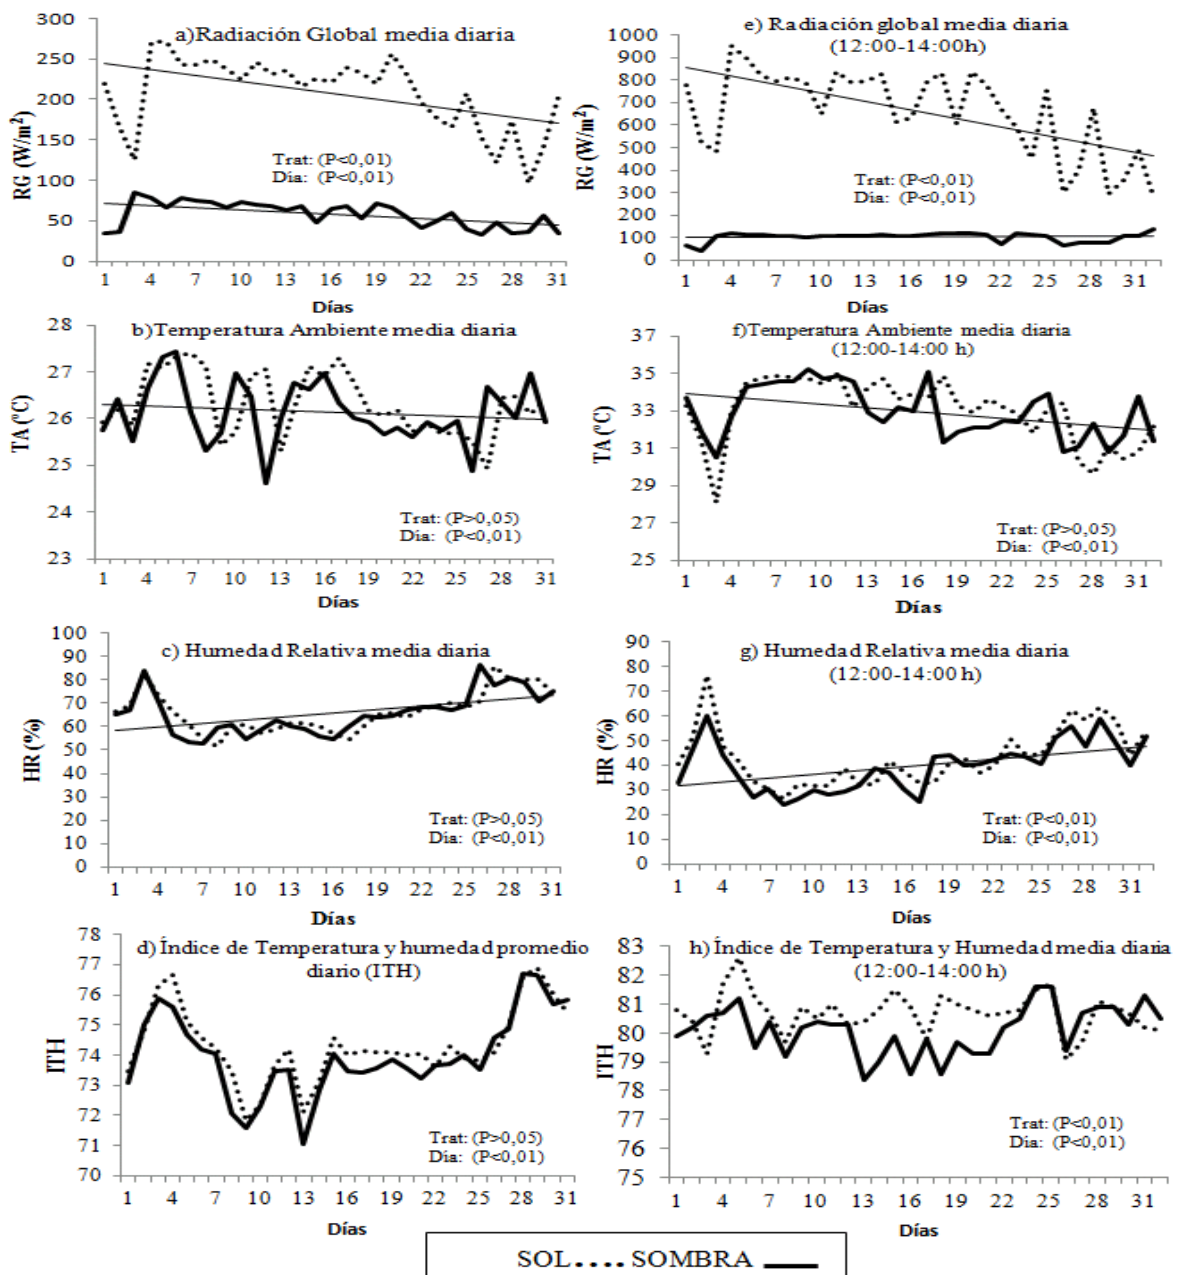 a)Radiación Global media diaria
300
250
200
150
100
50
0
RG (W/m²)
Trat: (P<0,01)
Dia: (P<0,01)
1 4 7 10 13 16 19 22 25 28 31
Días
e) Radiación global media diaria
(12:00-14:00h)
1000
900
800
700
600
500
400
300
200
100
0
RG (W/m²)
Trat: (P<0,01)
Dia: (P<0,01)
1 4 7 10 13 16 19 22 25 28 31
Días
b)Temperatura Ambiente media diaria
28
27
26
25
24
23
TA (ºC)
Trat: (P>0,05)
Dia: (P<0,01)
1 4 7 10 13 16 19 22 25 28 31
Días
f)Temperatura Ambiente media diaria
(12:00-14:00 h)
37
35
33
31
29
27
25
TA (ºC)
Trat: (P>0,05)
Dia: (P<0,01)
1 4 7 10 13 16 19 22 25 28 31
Días
c) Humedad Relativa media diaria
100
90
80
70
60
50
40
30
20
10
0
HR (%)
Trat: (P>0,05)
Dia: (P<0,01)
1 4 7 10 13 16 19 22 25 28 31
Días
g) Humedad Relativa media diaria
(12:00-14:00 h)
90
80
70
60
50
40
30
20
10
0
HR (%)
Trat: (P<0,01)
Dia: (P<0,01)
1 4 7 10 13 16 19 22 25 28 31
Días
d) Índice de Temperatura y humedad promedio
diario (ITH)
78
77
76
75
74
73
72
71
70
ITH
Trat: (P>0,05)
Dia: (P<0,01)
1 4 7 10 13 16 19 22 25 28 31
Días
h) Índice de Temperatura y Humedad media diaria
(12:00-14:00 h)
83
82
81
80
79
78
77
76
75
ITH
Trat: (P<0,01)
Dia: (P<0,01)
1 4 7 10 13 16 19 22 25 28 31
Días
SOL.... SOMBRA